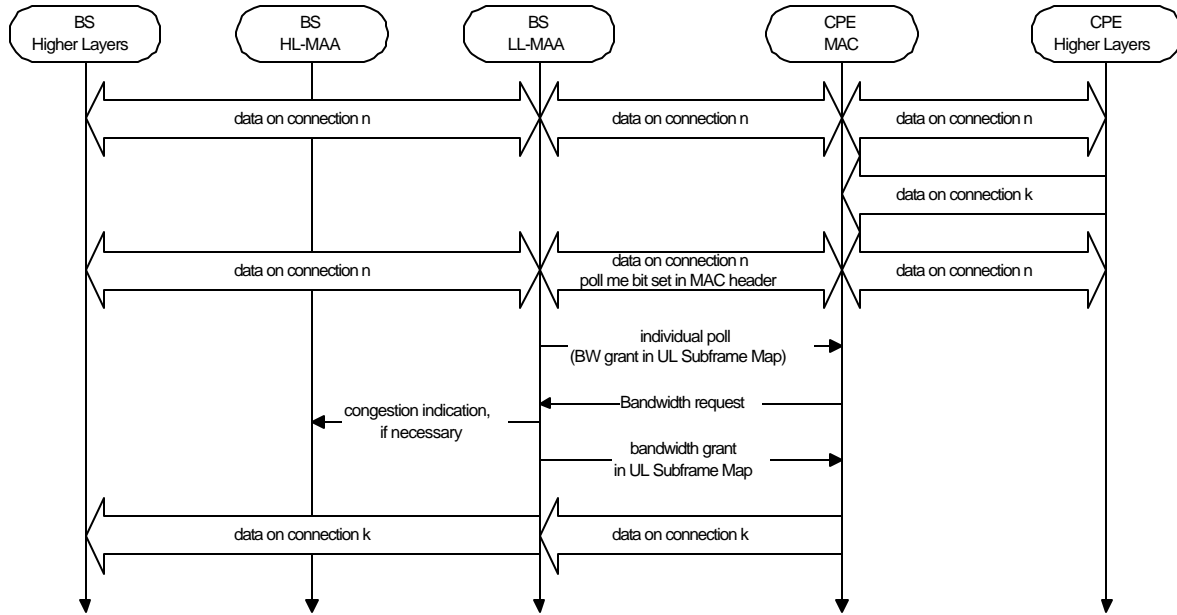 BS
Higher Layers
BS
HL-MAA
BS
LL-MAA
CPE
MAC
CPE
Higher Layers
data on connection n
data on connection n
data on connection n
data on connection k
data on connection n
data on connection n
poll me bit set in MAC header
data on connection n
individual poll
(BW grant in UL Subframe Map)
Bandwidth request
congestion indication,
if necessary
bandwidth grant
in UL Subframe Map
data on connection k
data on connection k